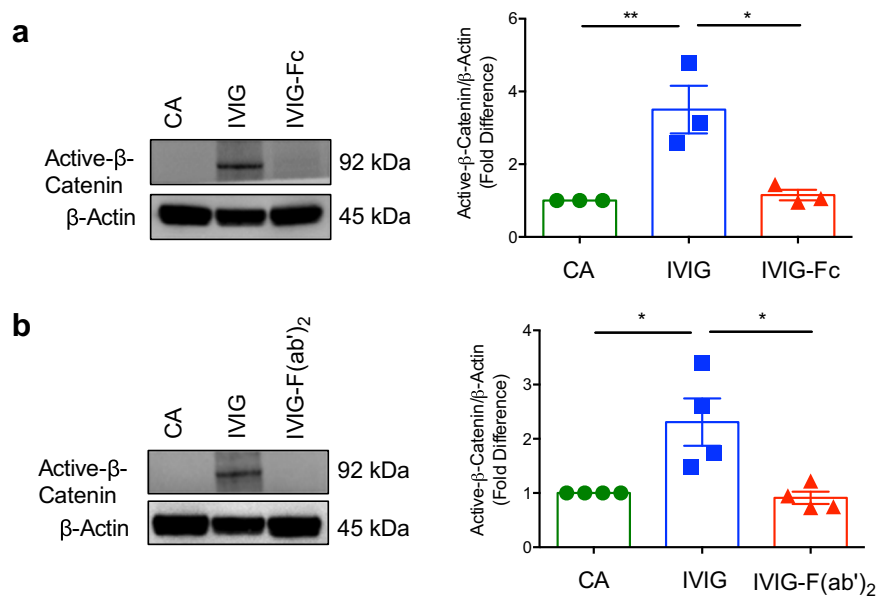 a
CA
IVIG
IVIG-Fc
Active-β-
Catenin
92 kDa
β-Actin
45 kDa
Active-β-Catenin/β-Actin
(Fold Difference)
6
4
2
0
**
*
CA
IVIG
IVIG-Fc
b
CA
IVIG
IVIG-F(ab')2
Active-β-
Catenin
92 kDa
β-Actin
45 kDa
Active-β-Catenin/β-Actin
(Fold Difference)
4
3
2
1
0
*
*
CA
IVIG
IVIG-F(ab')2